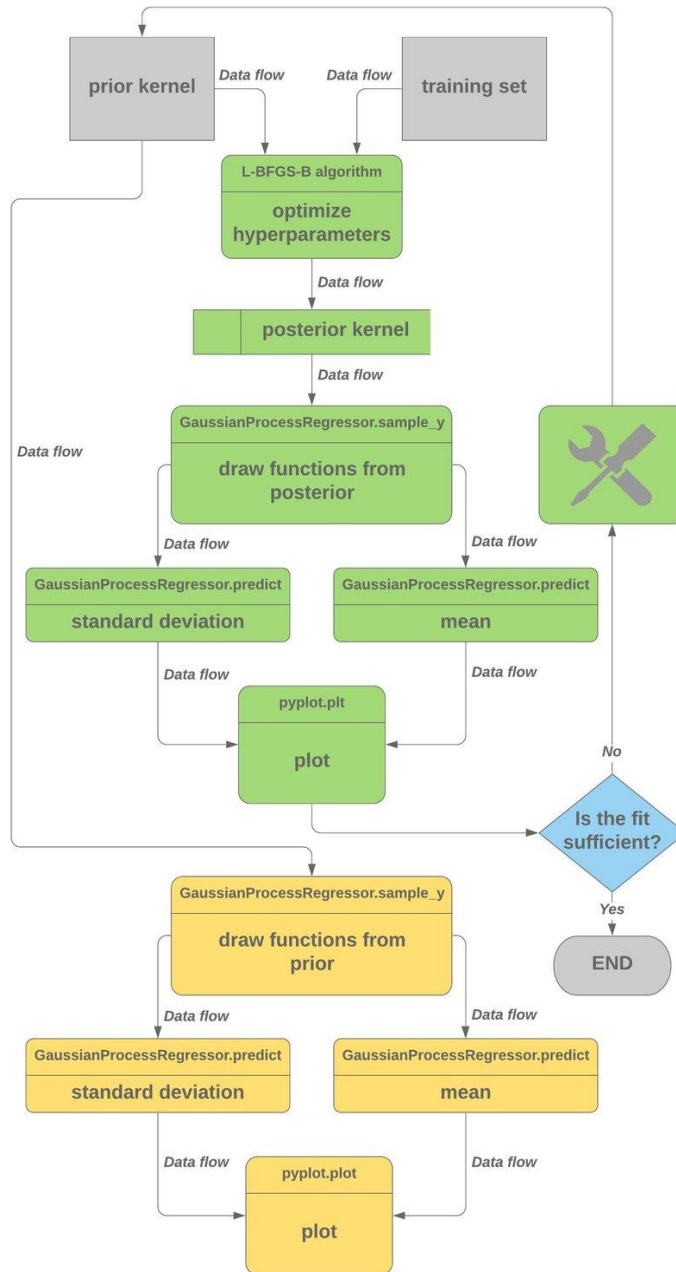 prior kernel
Data flow
Data flow
training set
L-BFGS-B algorithm
optimize
hyperparameters
Data flow
posterior kernel
Data flow
GaussianProcessRegressor.sample_y
draw functions from
posterior
Data flow
Data flow
Data flow
GaussianProcessRegressor.predict
standard deviation
GaussianProcessRegressor.predict
mean
Data flow
Data flow
pyplot.plt
plot
No
Is the fit
sufficient?
Yes
END
GaussianProcessRegressor.sample_y
draw functions from
prior
Data flow
Data flow
GaussianProcessRegressor.predict
standard deviation
GaussianProcessRegressor.predict
mean
Data flow
Data flow
pyplot.plot
plot